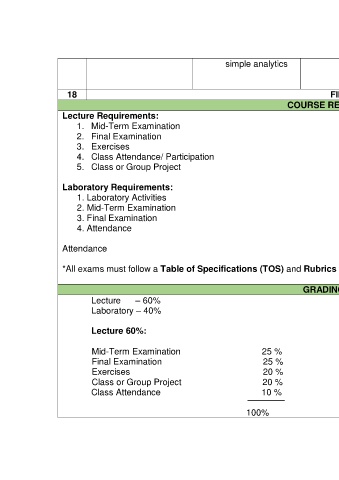 simple analytics
18 FI
COURSE RE
Lecture Requirements:
1. Mid-Term Examination
2. Final Examination
3. Exercises
4. Class Attendance/ Participation
5. Class or Group Project
Laboratory Requirements:
1. Laboratory Activities
2. Mid-Term Examination
3. Final Examination
4. Attendance
Attendance
*All exams must follow a Table of Specifications (TOS) and Rubrics
GRADING
Lecture – 60%
Laboratory – 40%
Lecture 60%:
Mid-Term Examination 25 %
Final Examination 25 %
Exercises 20 %
Class or Group Project 20 %
Class Attendance 10 %
100%